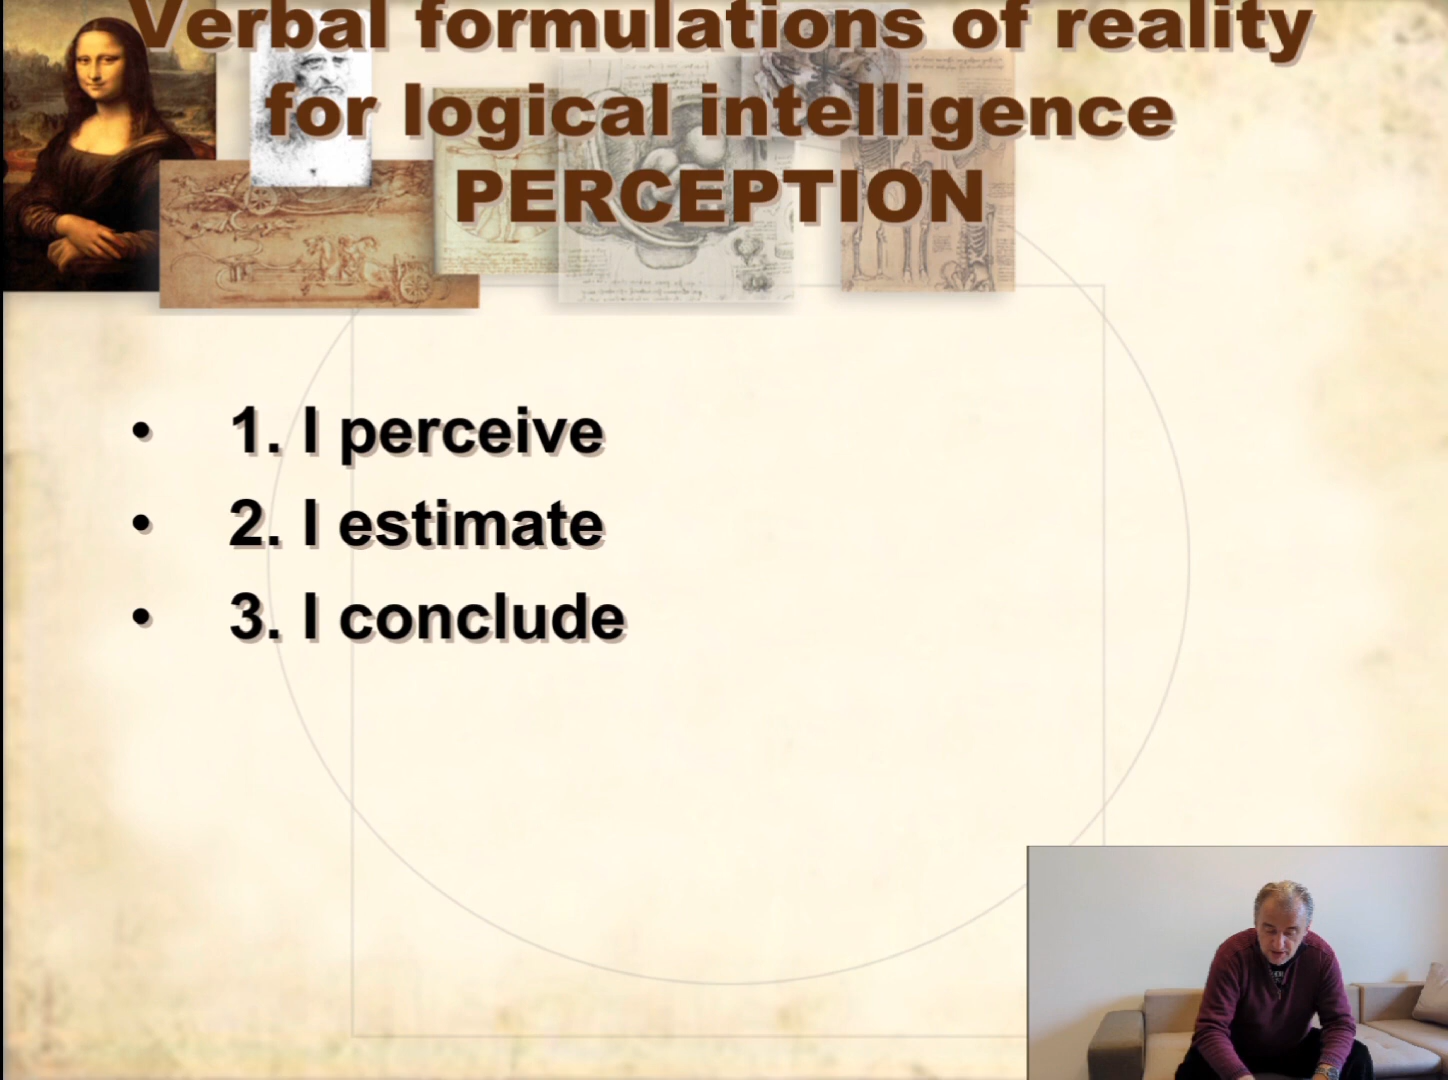 Verbal formulations of reality
for logical intelligence
PERCEPTION
• 1. I perceive
• 2. I estimate
• 3. I conclude